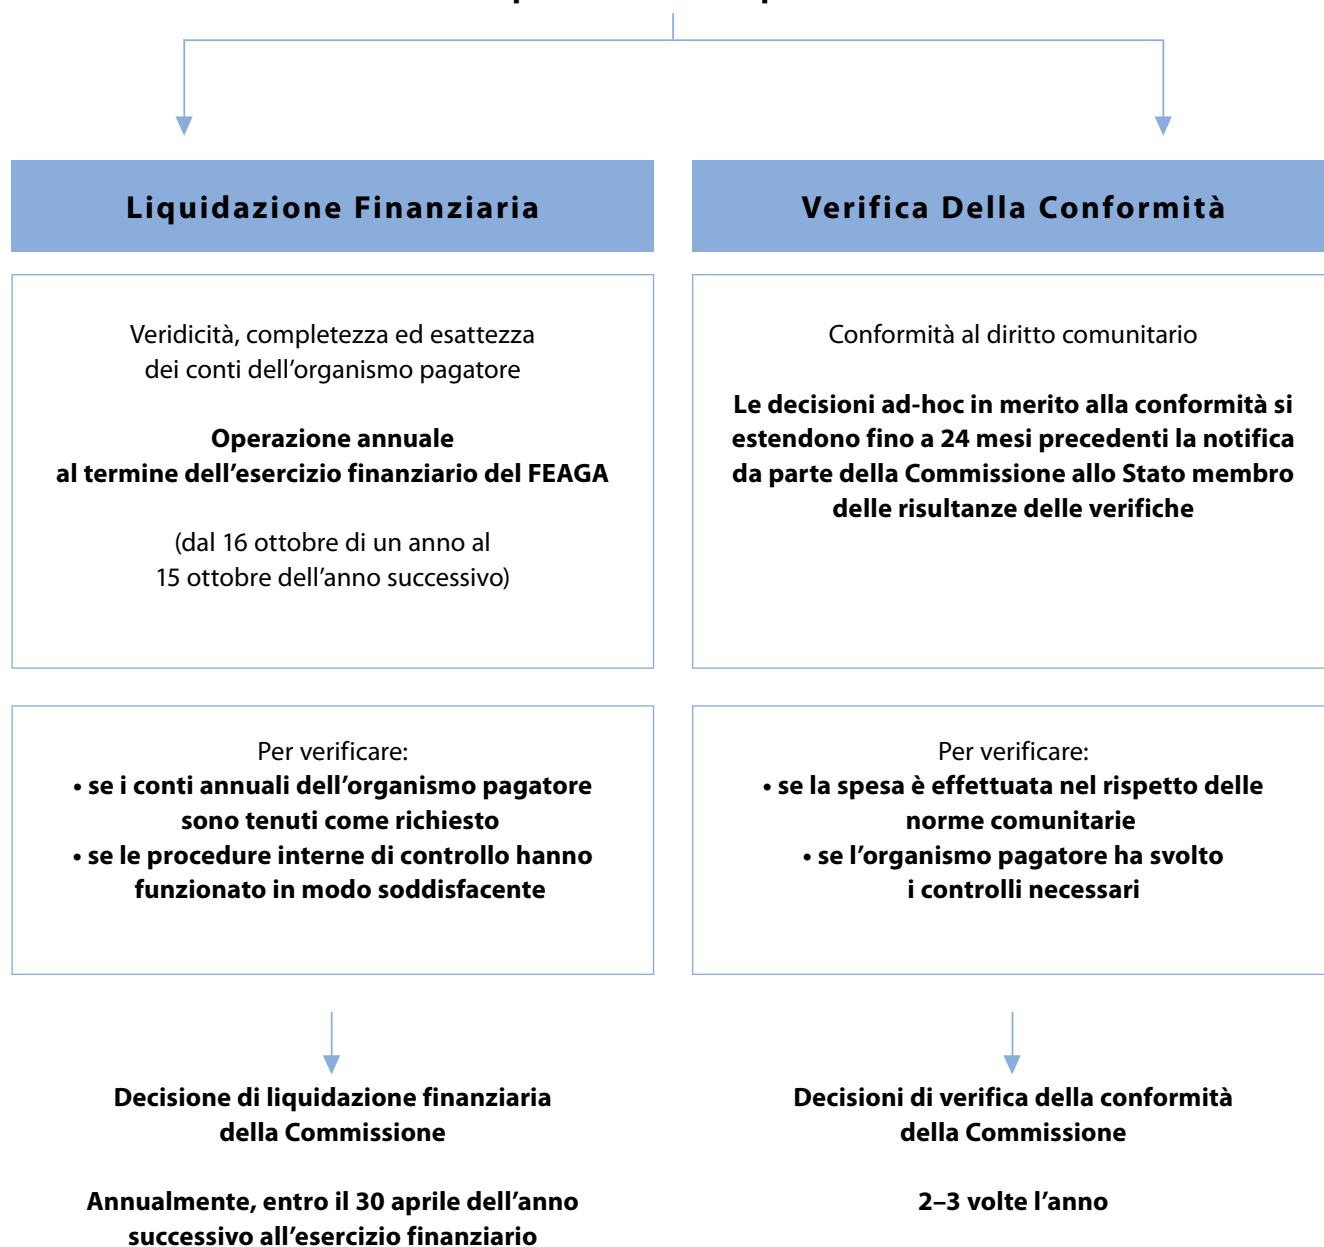 Liquidazione Finanziaria
Veridicità, completezza ed esattezza
dei conti dell’organismo pagatore
Operazione annuale
al termine dell’esercizio finanziario del FEAGA
(dal 16 ottobre di un anno al
15 ottobre dell’anno successivo)
Per verificare:
• se i conti annuali dell’organismo pagatore
sono tenuti come richiesto
• se le procedure interne di controllo hanno
funzionato in modo soddisfacente
Decisione di liquidazione finanziaria
della Commissione
Annualmente, entro il 30 aprile dell’anno
successivo all’esercizio finanziario
Verifica Della Conformità
Conformità al diritto comunitario
Le decisioni ad-hoc in merito alla conformità si
estendono fino a 24 mesi precedenti la notifica
da parte della Commissione allo Stato membro
delle risultanze delle verifiche
Per verificare:
• se la spesa è effettuata nel rispetto delle
norme comunitarie
• se l’organismo pagatore ha svolto
i controlli necessari
Decisioni di verifica della conformità
della Commissione
2–3 volte l’anno